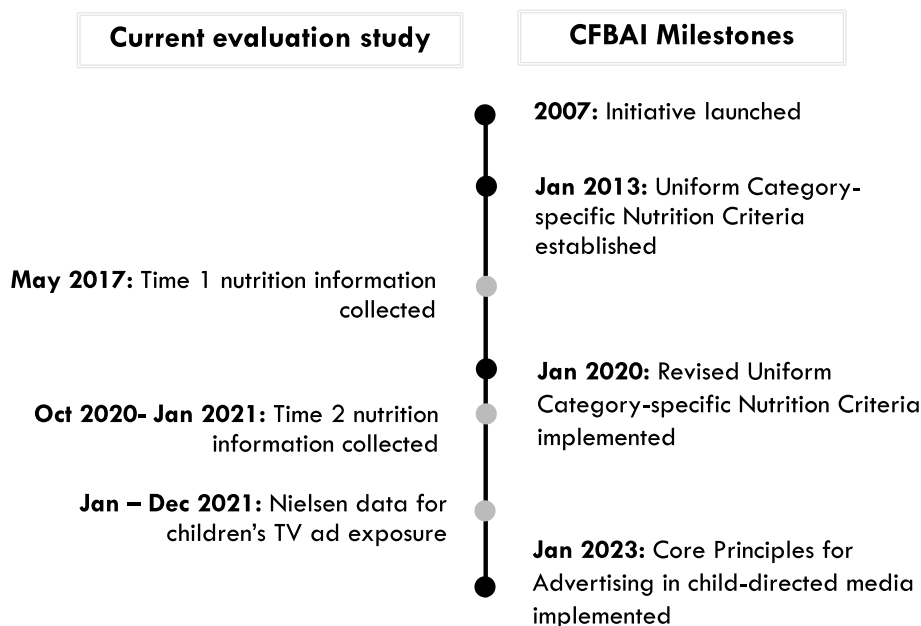 Current evaluation study
CFBAI Milestones
2007: Initiative launched
Jan 2013: Uniform Category-
specific Nutrition Criteria
established
May 2017: Time 1 nutrition information
collected
Jan 2020: Revised Uniform
Category-specific Nutrition Criteria
implemented
Oct 2020- Jan 2021: Time 2 nutrition
information collected
Jan – Dec 2021: Nielsen data for
children's TV ad exposure
Jan 2023: Core Principles for
Advertising in child-directed media
implemented